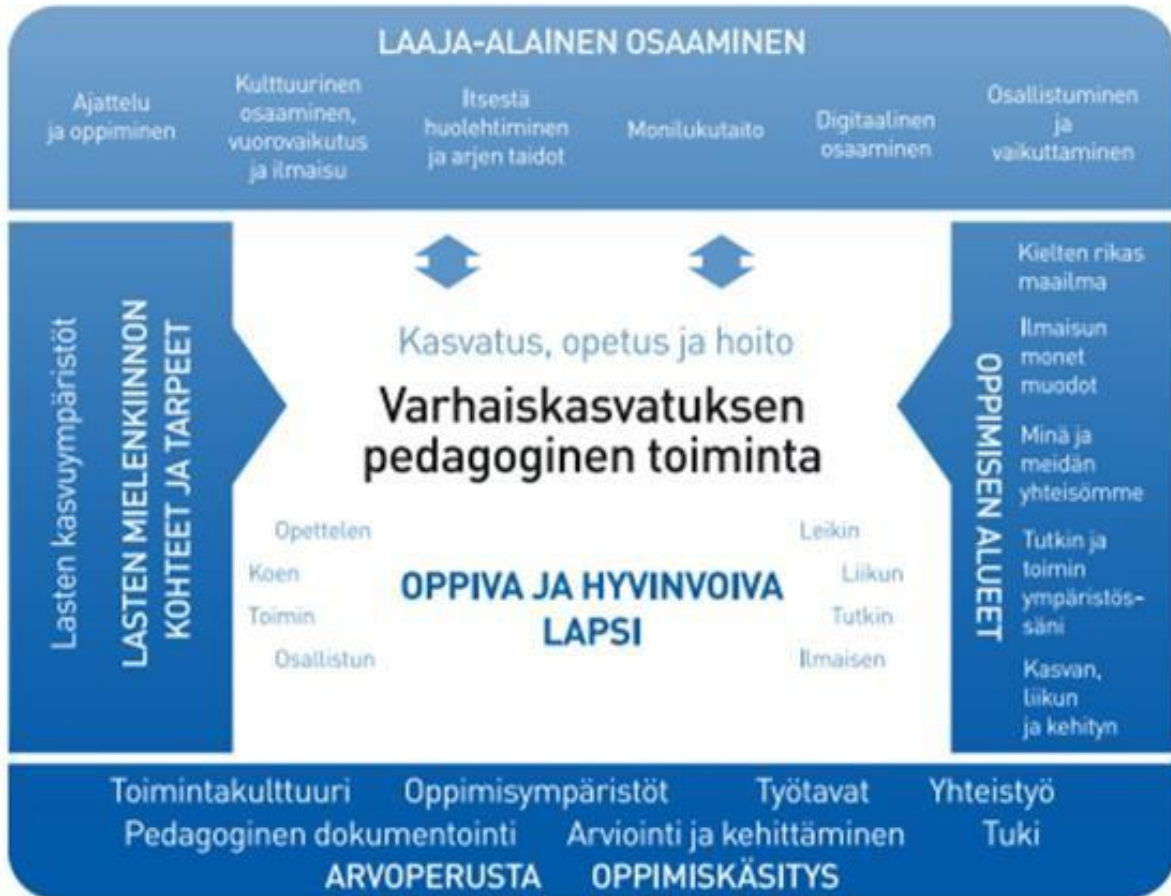 LAAJA-ALAINEN OSAAMINEN
Ajattelu
ja oppiminen
Kulttuurinen
osaaminen,
vuorovaikutus
ja ilmaisu
Itsestä
huolehtiminen
ja arjen taidot
Monilukutaito
Digitaalinen
osaaminen
Osallistuminen
ja
vaikuttaminen
Lasten kasvuympäristöt
LASTEN MIELENKIINNON
KOHTEET JA TARPEET
Kasvatus, opetus ja hoito
Varhaiskasvatuksen
pedagoginen toiminta
Opettelen
Koen
Toimin
Osallistun
OPPIVA JA HYVINVOIVA
LAPSI
Leikin
Liikun
Tutkin
Ilmaisen
OPPIMISEN ALUEET
Kielten rikas
maailma
Ilmaisun
monet
muodot
Minä ja
meidän
yhteisömme
Tutkin ja
toimin
ympäristös-
säni
Kasvan,
liikun
ja kehityn
Toimintakulttuuri Oppimisympäristöt Työtavat Yhteistyö
Pedagoginen dokumentointi Arviointi ja kehittäminen Tuki
ARVOPERUSTA OPPIMISKÄSITYS